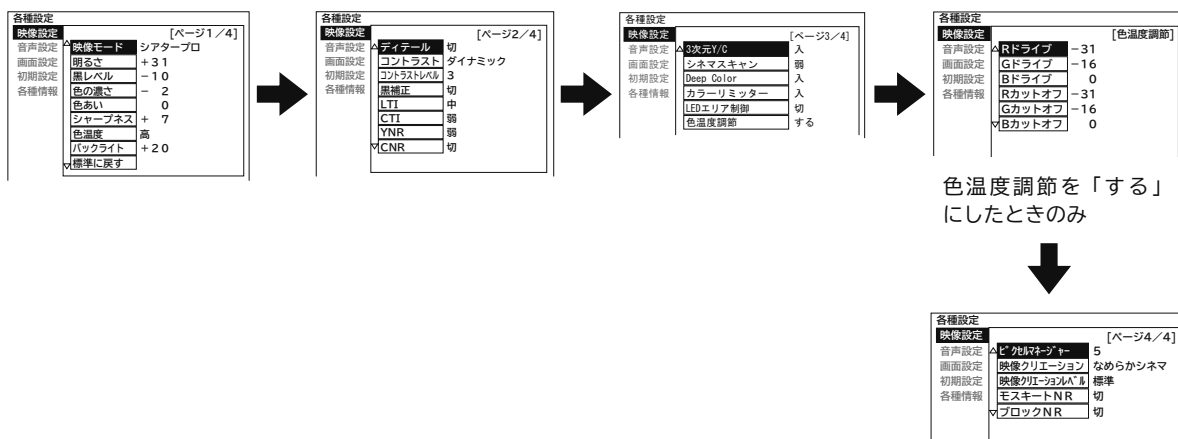 各種設定
映像設定 [ページ1／4]
音声設定 映像モード シアタープロ
画面設定 明るさ +31
初期設定 黒レベル −10
各種情報 色の濃さ − 2
色あい 0
シャープネス + 7
色温度 高
バックライト +20
標準に戻す
各種設定
映像設定 [ページ2／4]
音声設定 ディテール 切
画面設定 コントラスト ダイナミック
初期設定 コントラストレベル 3
各種情報 黒補正 切
LTI 中
CTI 弱
YNR 弱
CNR 切
各種設定
映像設定 [ページ3／4]
音声設定 3次元Y/C 入
画面設定 シネマスキャン 弱
初期設定 Deep Color 入
各種情報 カラーリミッター 入
LEDエリア制御 切
色温度調節 する
各種設定
映像設定 [色温度調節]
音声設定 Rドライブ −31
画面設定 Gドライブ −16
初期設定 Bドライブ 0
各種情報 Rカットオフ −31
Gカットオフ −16
Bカットオフ 0
色温度調節を「する」
にしたときのみ
各種設定
映像設定 [ページ4／4]
音声設定 ピクセルマネージャー 5
画面設定 映像クリエーション なめらかシネマ
初期設定 映像クリエーションレベル 標準
各種情報 モスキートNR 切
ブロックNR 切